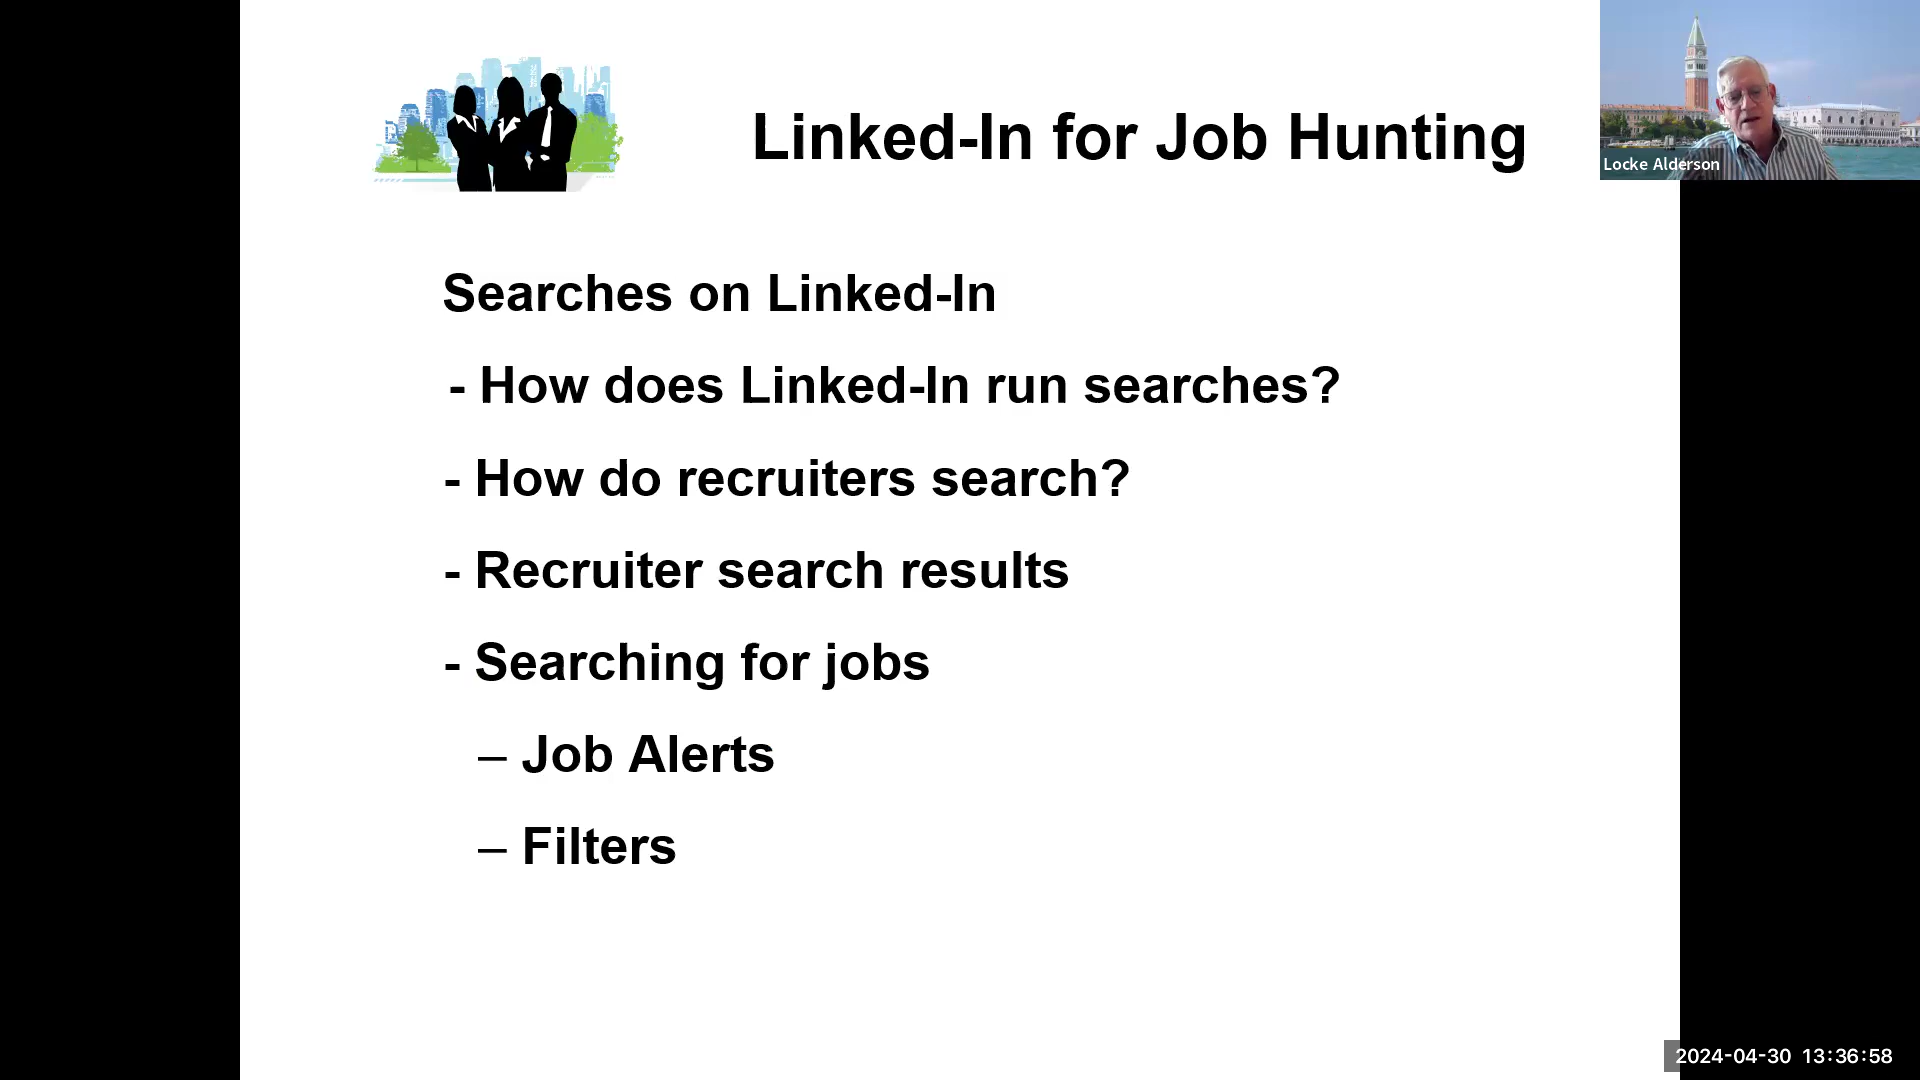 Linked-In for Job Hunting
Locke Alderson
Searches on Linked-In
- How does Linked-In run searches?
- How do recruiters search?
- Recruiter search results
- Searching for jobs
– Job Alerts
– Filters
2024-04-30 13:36:58